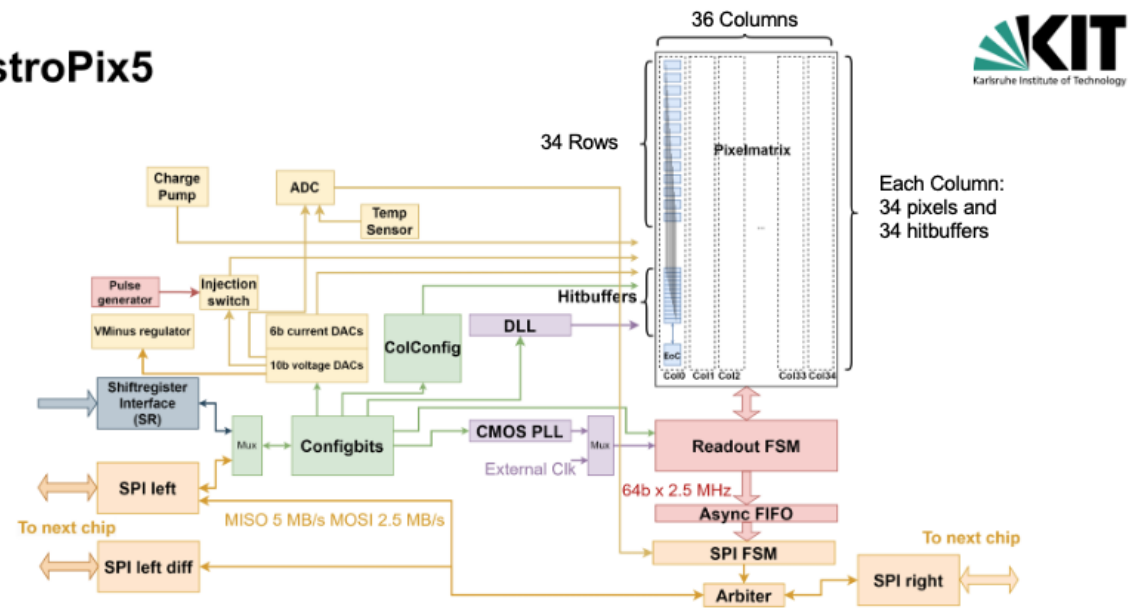 stroPix5
36 Columns
KIT
Karlsruhe Institute of Technology
34 Rows
Pixelmatrix
...
Each Column:
34 pixels and
34 hitbuffers
Charge
Pump
ADC
Temp
Sensor
Pulse
generator
Injection
switch
Hitbuffers
VMinus regulator
6b current DACs
10b voltage DACs
ColConfig
DLL
EoC
Col0
Col1
Col2
Col33
Col34
Shiftregister
Interface
(SR)
Mux
Configbits
CMOS PLL
Mux
External Clk
Readout FSM
SPI left
64b x 2.5 MHz
Async FIFO
To next chip
MISO 5 MB/s MOSI 2.5 MB/s
SPI FSM
To next chip
SPI left diff
Arbiter
SPI right